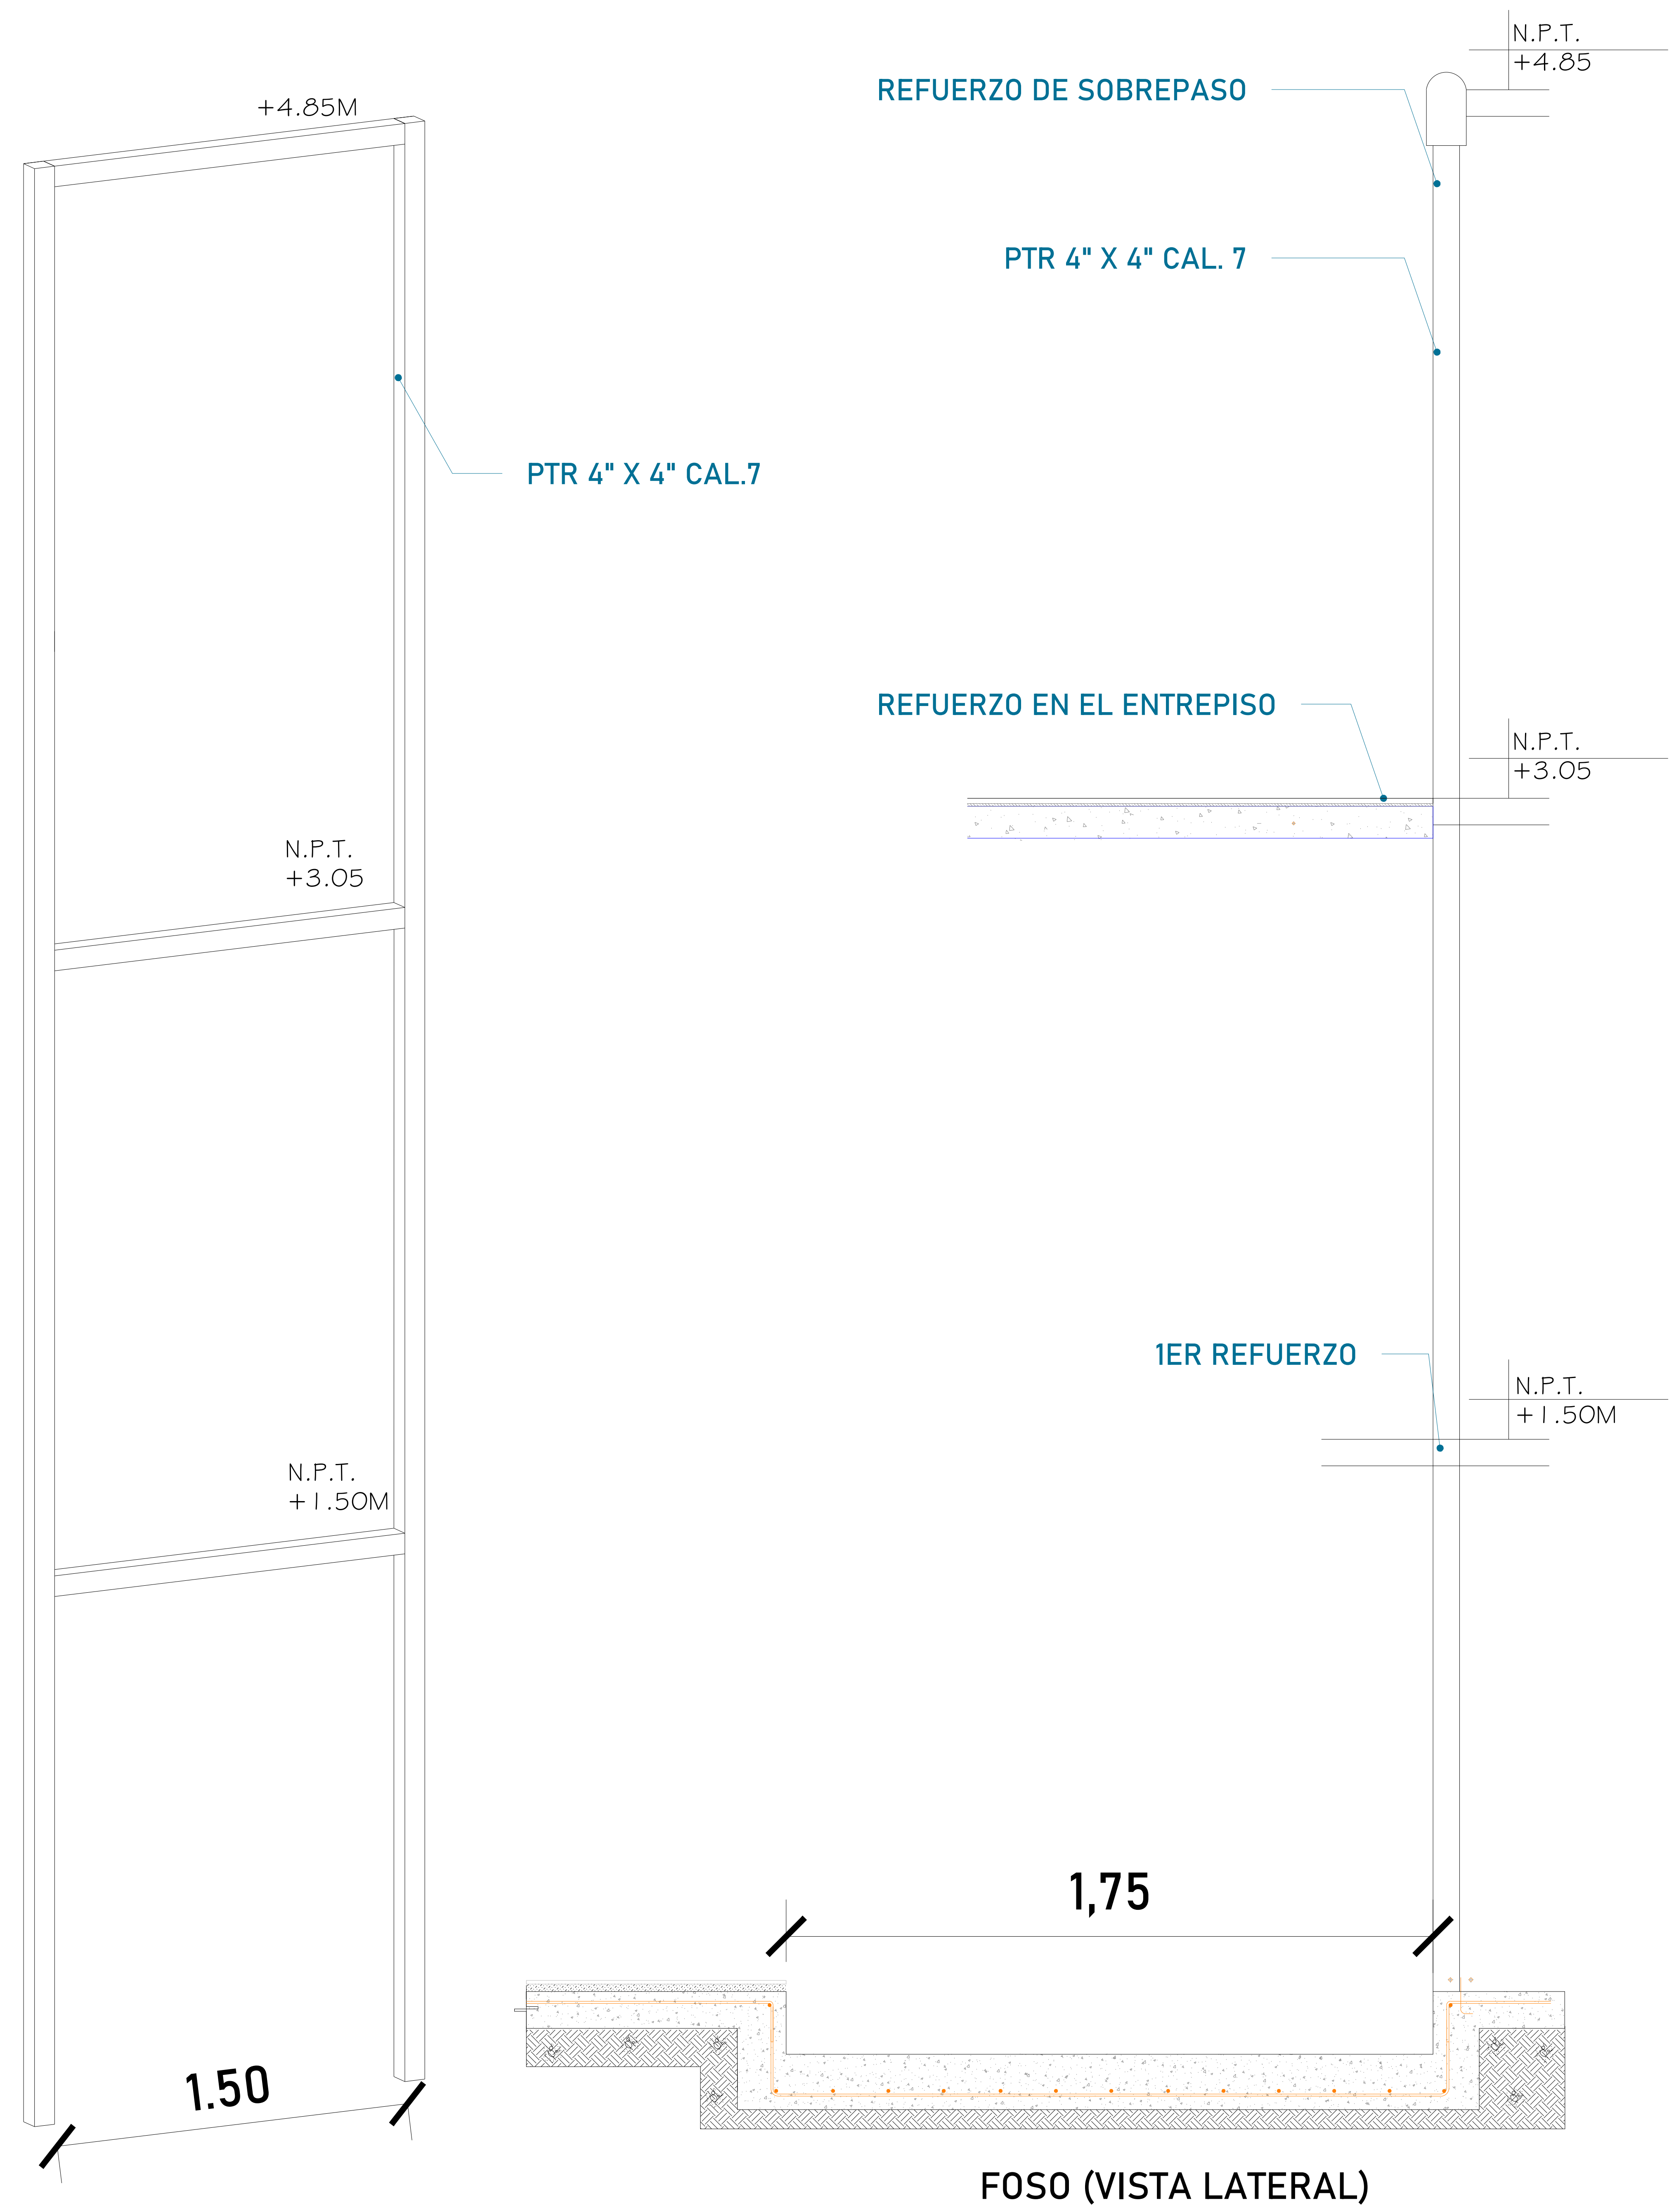 +4.85M
PTR 4" X 4" CAL.7
N.P.T.
+3.05
N.P.T.
+1.50M
1.50
N.P.T.
+4.85
REFUERZO DE SOBREPASO
PTR 4" X 4" CAL. 7
REFUERZO EN EL ENTREPISO
N.P.T.
+3.05
1ER REFUERZO
N.P.T.
+1.50M
1,75
FOSO (VISTA LATERAL)